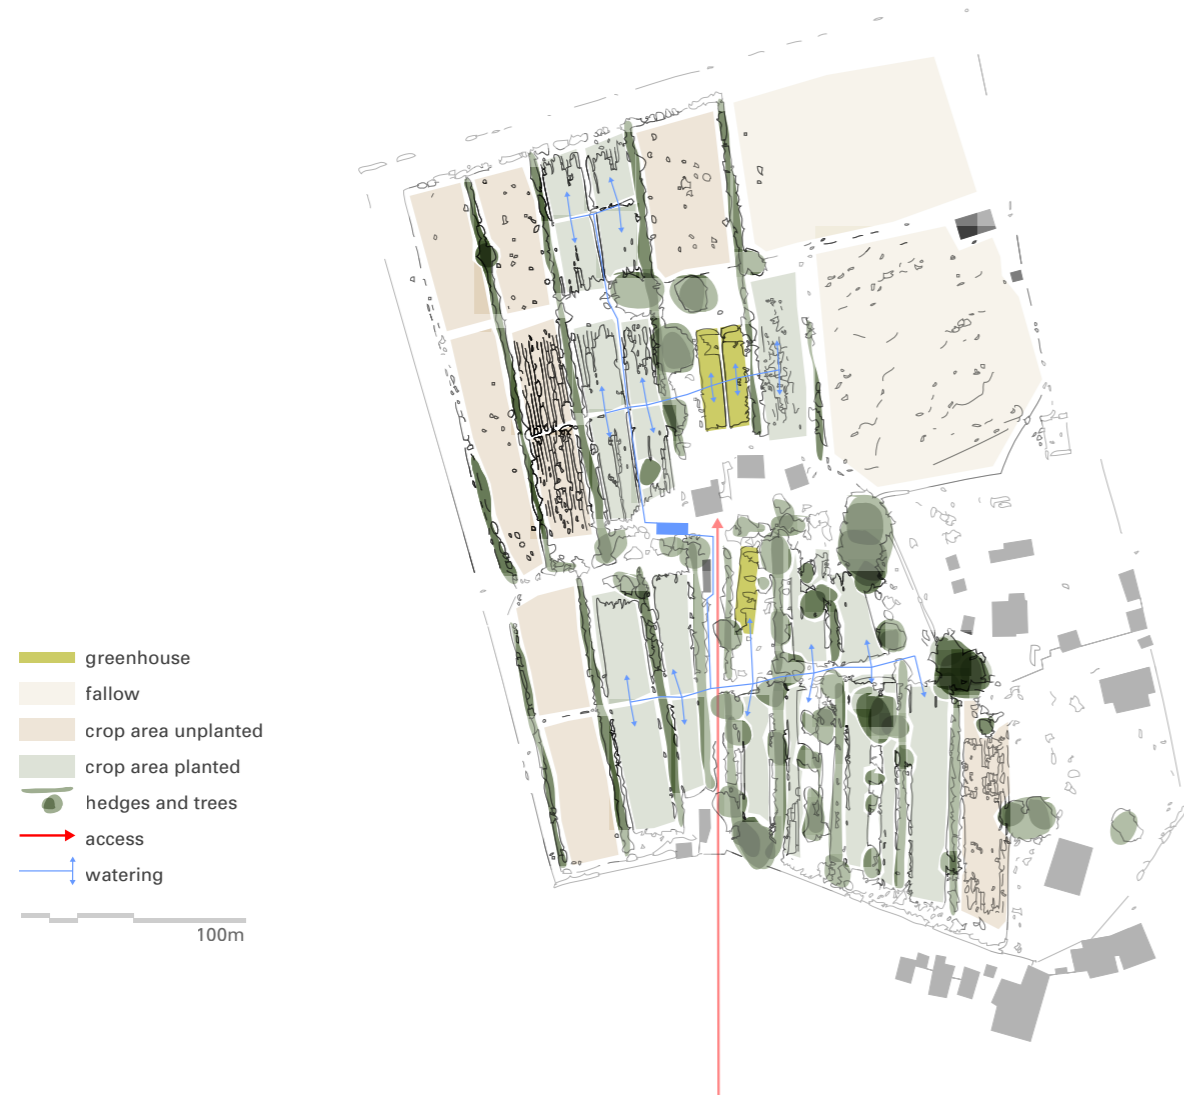 greenhouse
fallow
crop area unplanted
crop area planted
hedges and trees
access
watering
100m